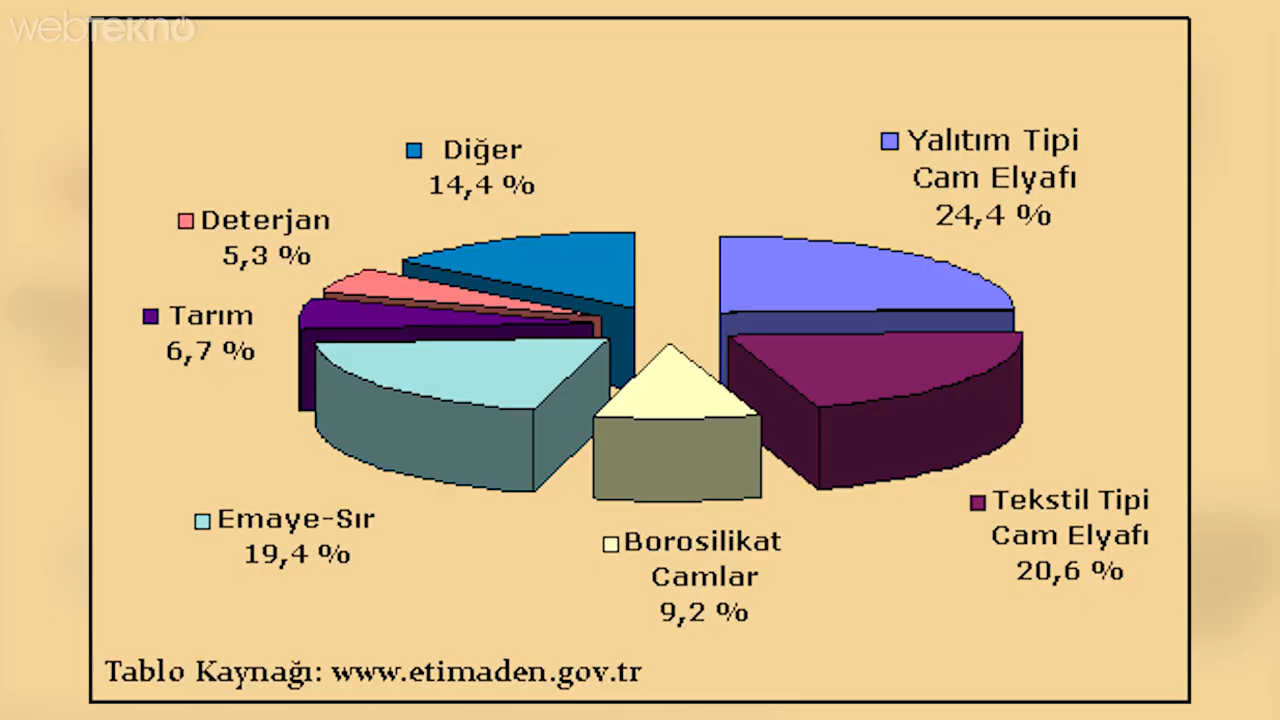 webtekno
Diğer
14,4 %
Yalıtım Tipi
Cam Elyafı
24,4 %
Deterjan
5,3 %
Tarım
6,7 %
Emaye-Sır
19,4 %
Borosilikat
Camlar
9,2 %
Tekstil Tipi
Cam Elyafı
20,6 %
Tablo Kaynağı: www.etimaden.gov.tr